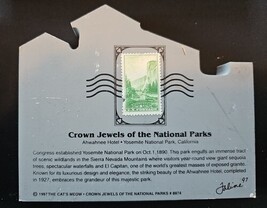 Crown Jewels of the National Parks
Ahwahnee Hotel • Yosemite National Park, California
Congress established Yosemite National Park on Oct. 1, 1890. This park engulfs an immense tract
of scenic wildlands in the Sierra Nevada Mountains where visitors year-round view giant sequoia
trees, spectacular waterfalls and El Capitan, one of the world's greatest masses of exposed granite.
Known for its luxurious design and elegance, the striking beauty of the Ahwahnee Hotel, completed
in 1927, embraces the grandeur of this majestic park.
Faline '97
© 1997 THE CAT'S MEOW • CROWN JEWELS OF THE NATIONAL PARKS